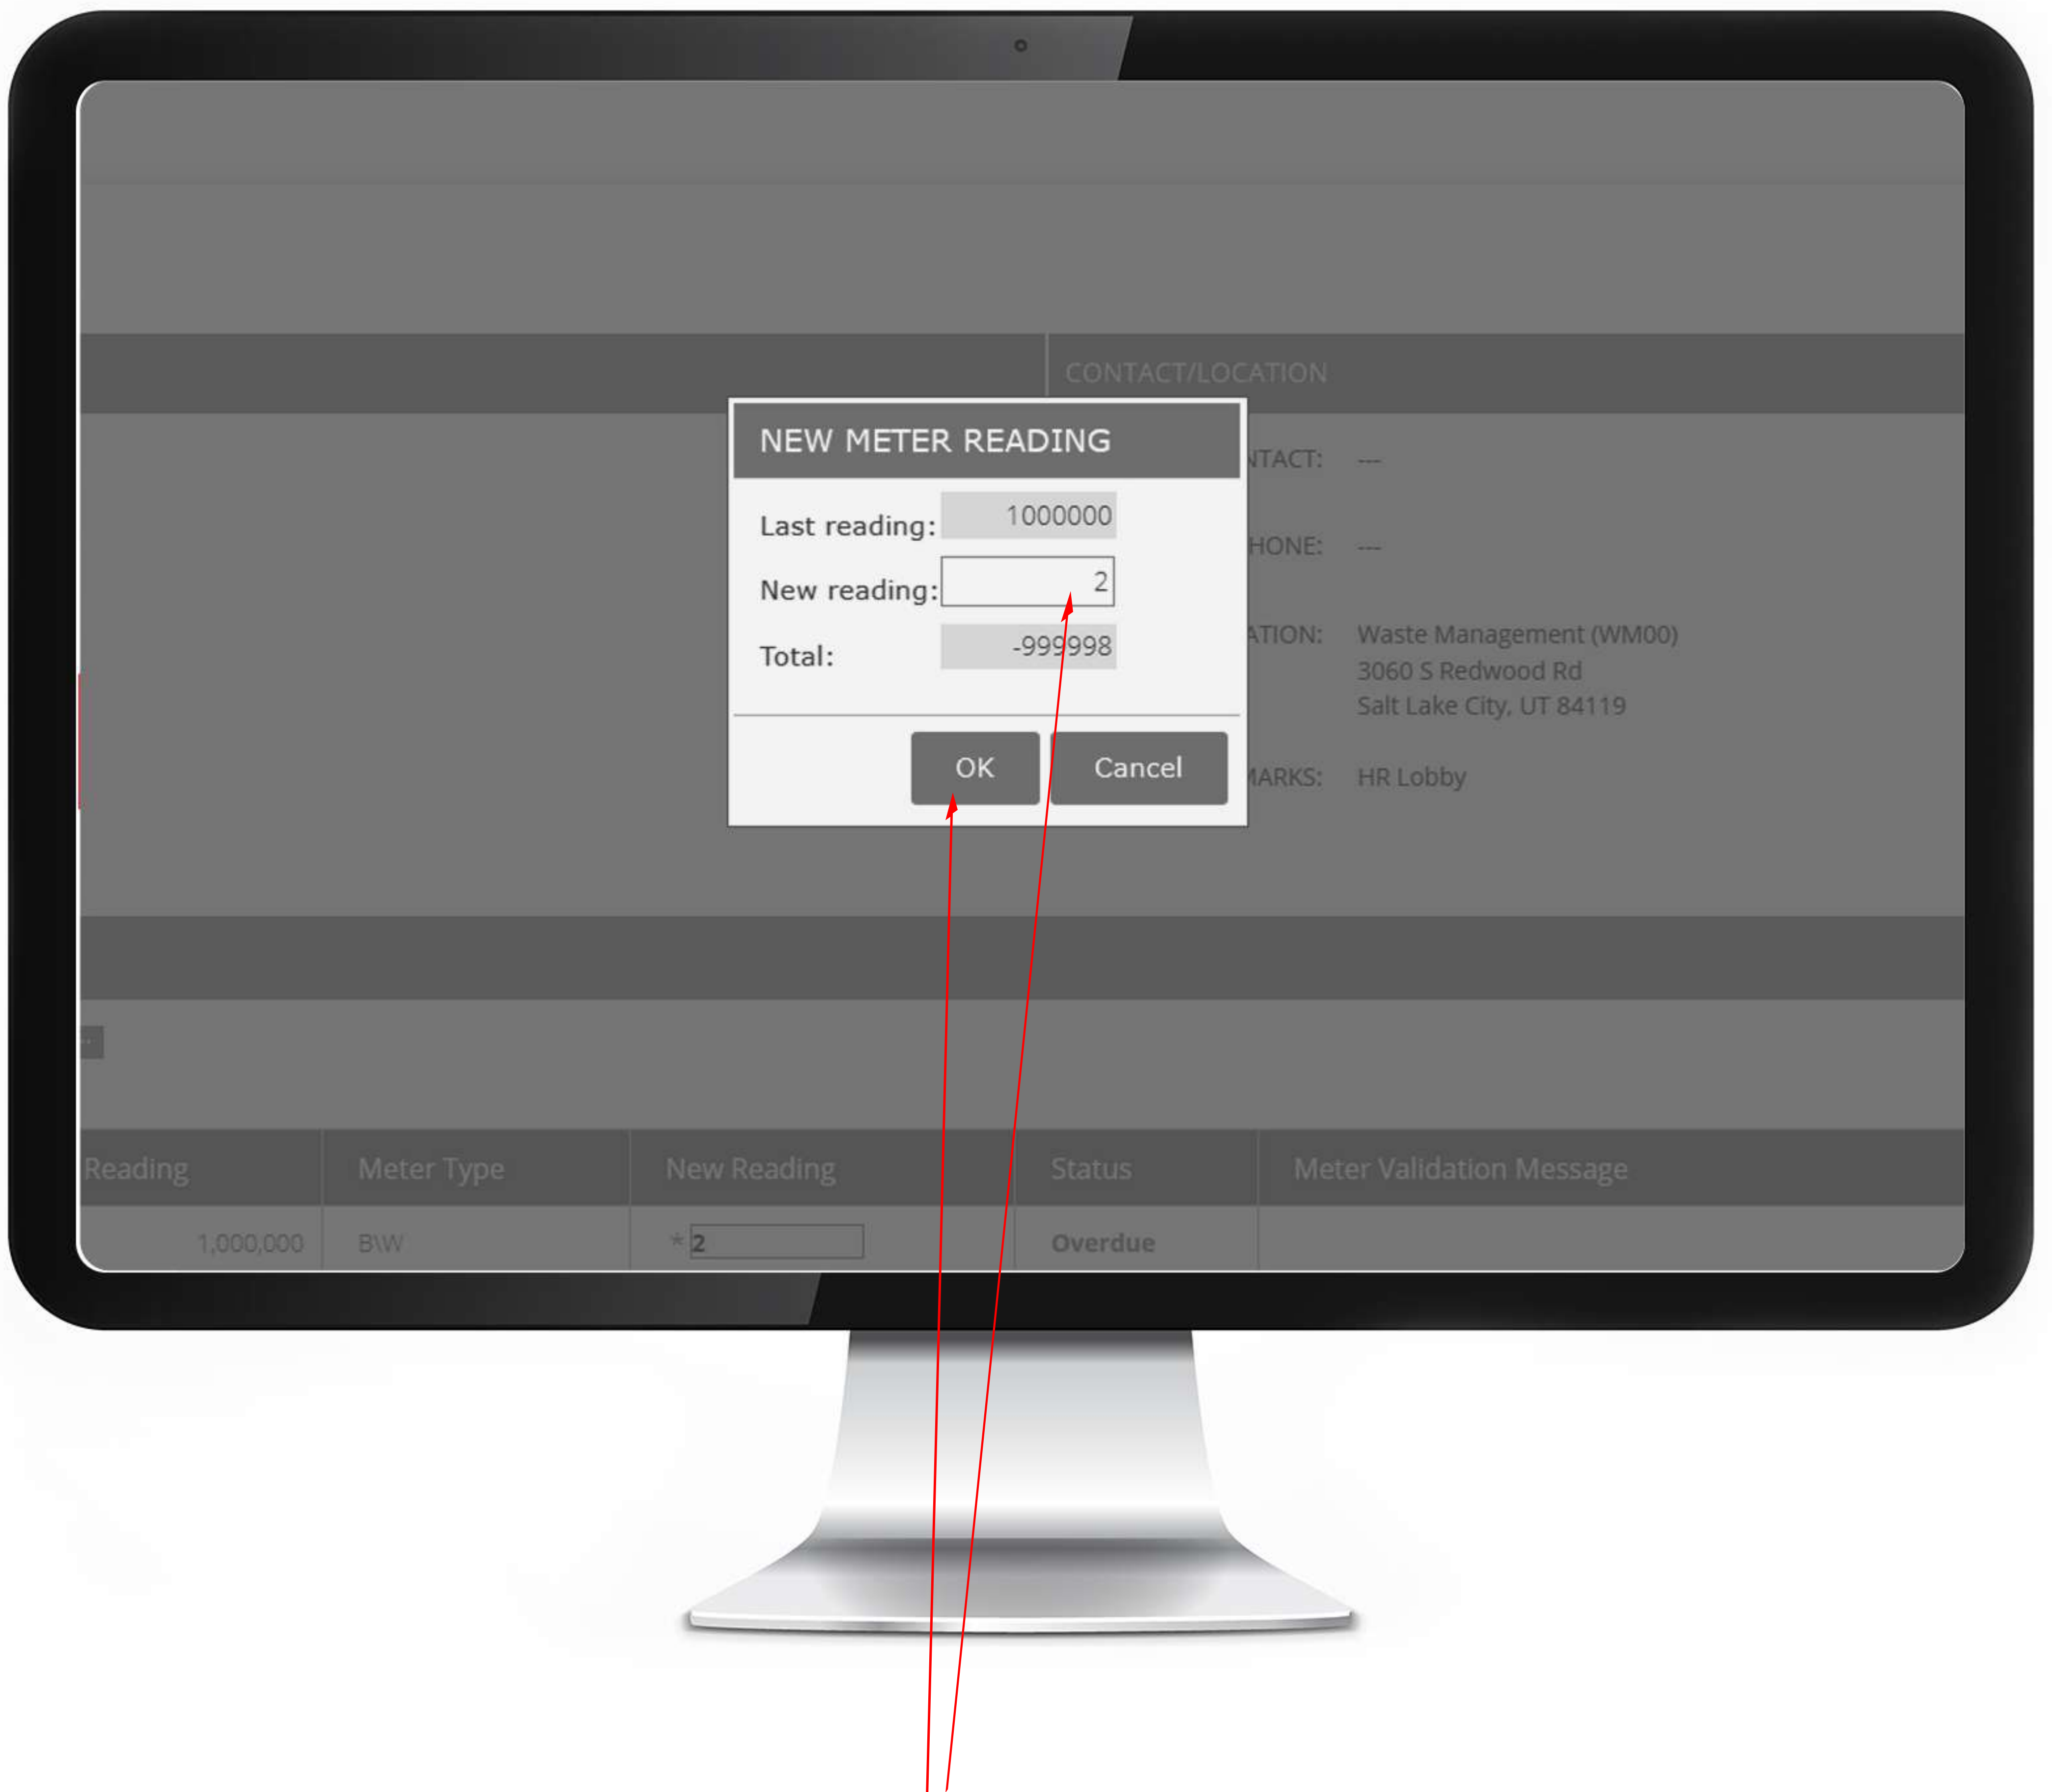 CONTACT/LOCATION
NEW METER READING
NTACT: ---
Last reading: 1000000
HONE: ---
New reading: 2
ATION: Waste Management (WM00)
Total: -999998
3060 S Redwood Rd
Salt Lake City, UT 84119
OK Cancel
MARKS: HR Lobby
Reading Meter Type New Reading Status Meter Validation Message
1,000,000 B\W * 2 Overdue